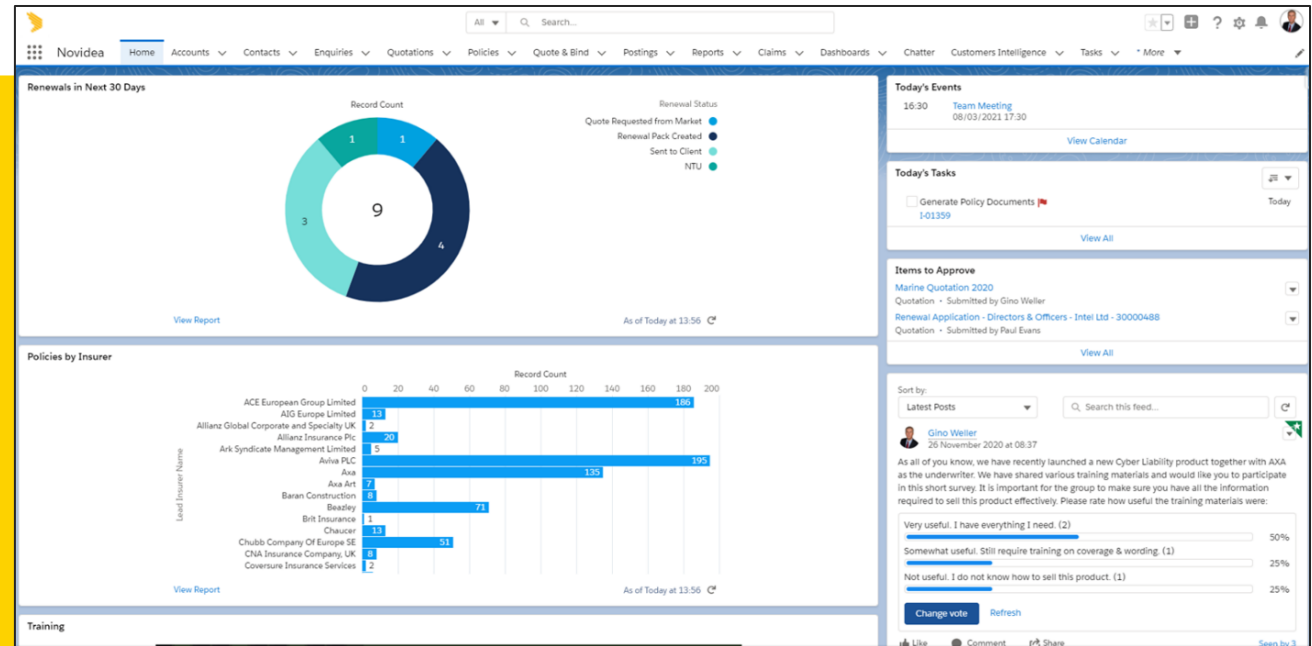 All
Search...
Novidea
Home
Accounts
Contacts
Enquiries
Quotations
Policies
Quote & Bind
Postings
Reports
Claims
Dashboards
Chatter
Customers Intelligence
Tasks
* More
Renewals in Next 30 Days
Record Count
1
1
3
4
9
Renewal Status
Quote Requested from Market
Renewal Pack Created
Sent to Client
NTU
View Report
As of Today at 13:56
Policies by Insurer
Record Count
0 20 40 60 80 100 120 140 160 180 200
Lead Insurer Name
ACE European Group Limited 186
AIG Europe Limited 13
Allianz Global Corporate and Specialty UK 2
Allianz Insurance Plc 20
Ark Syndicate Management Limited 5
Aviva PLC 195
Axa 135
Axa Art 7
Baran Construction 8
Beazley 71
Brit Insurance 1
Chaucer 13
Chubb Company Of Europe SE 51
CNA Insurance Company, UK 8
Coversure Insurance Services 2
View Report
As of Today at 13:56
Training
Today's Events
16:30 Team Meeting
08/03/2021 17:30
View Calendar
Today's Tasks
Generate Policy Documents Today
I-01359
View All
Items to Approve
Marine Quotation 2020
Quotation • Submitted by Gino Weller
Renewal Application - Directors & Officers - Intel Ltd - 30000488
Quotation • Submitted by Paul Evans
View All
Sort by:
Latest Posts
Search this feed...
Gino Weller
26 November 2020 at 08:37
As all of you know, we have recently launched a new Cyber Liability product together with AXA
as the underwriter. We have shared various training materials and would like you to participate
in this short survey. It is important for the group to make sure you have all the information
required to sell this product effectively. Please rate how useful the training materials were:
Very useful. I have everything I need. (2)
50%
Somewhat useful. Still require training on coverage & wording. (1)
25%
Not useful. I do not know how to sell this product. (1)
25%
Change vote
Refresh
Like
Comment
Share
Seen by 3